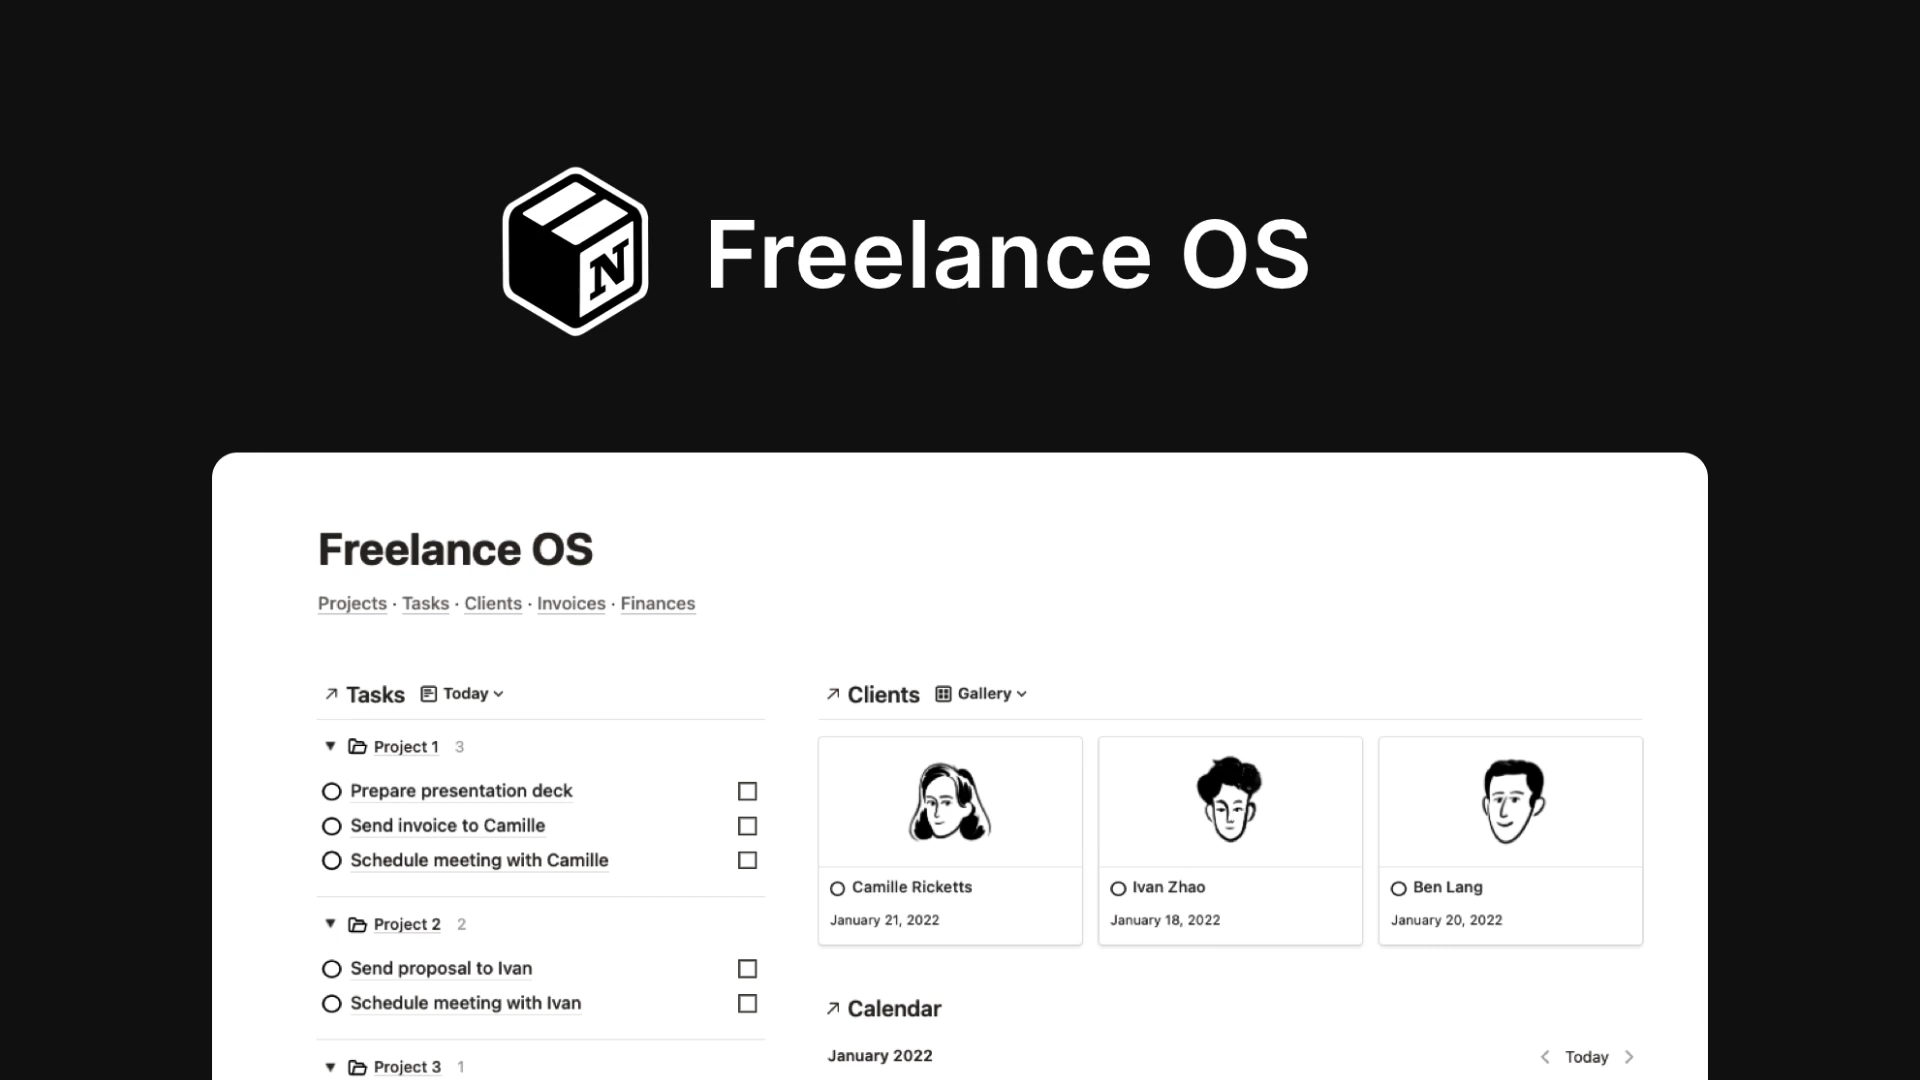 N
Freelance OS
Freelance OS
Projects · Tasks · Clients · Invoices · Finances
Tasks Today
Project 1 3
Prepare presentation deck
Send invoice to Camille
Schedule meeting with Camille
Project 2 2
Send proposal to Ivan
Schedule meeting with Ivan
Project 3 1
Clients Gallery
Camille Ricketts
January 21, 2022
Ivan Zhao
January 18, 2022
Ben Lang
January 20, 2022
Calendar
January 2022 Today